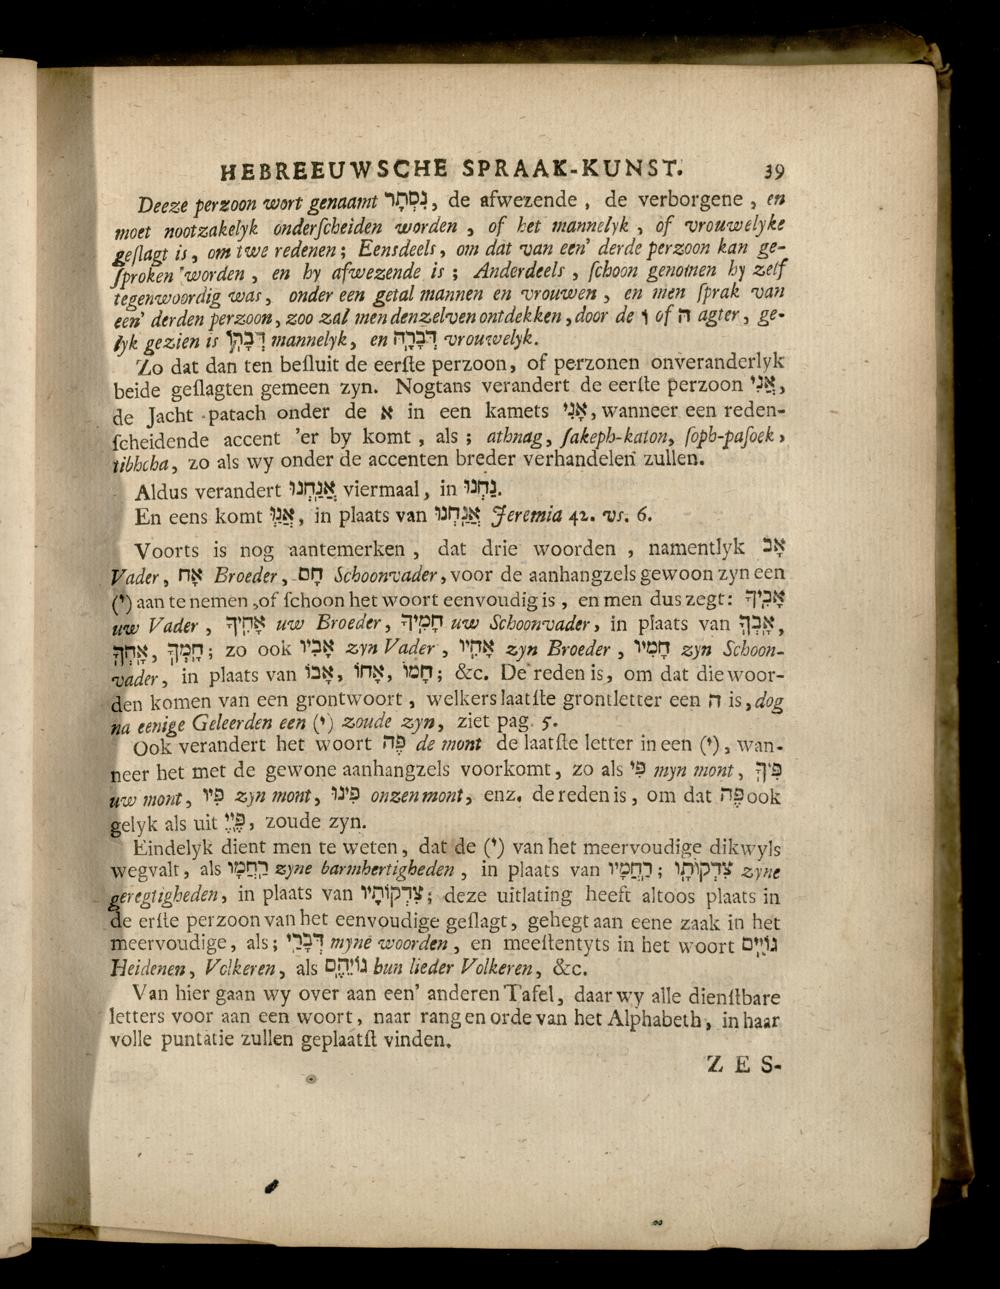 HEBREEUWSCHE SPRAAK-KUNST. 39
Deeze perzoon wort genaamt נִסְתָּר, de afwezende, de verborgene, en
moet nootzakelyk onderſcheiden worden, of het mannelyk, of vrouwelyke
geſlagt is, om twe redenen; Eensdeels, om dat van een' derde perzoon kan ge-
ſproken worden, en hy afwezende is; Anderdeels, ſchoon genomen hy zelf
tegenwoordig was, onder een getal mannen en vrouwen, en men ſprak van
een' derden perzoon, zoo zal men denzelven ontdekken, door de ו of ה agter, ge-
lyk gezien is mannelyk, en דְּבָרָהּ vrouwelyk.
Zo dat dan ten beſluit de eerſte perzoon, of perzonen onveranderlyk
beide geſlagten gemeen zyn. Nogtans verandert de eerſte perzoon אֲנִי,
de Jacht patach onder de א in een kamets אָנִי, wanneer een reden-
ſcheidende accent 'er by komt, als; athnag, ſakeph-katon, ſoph-paſoek,
tibhcha, zo als wy onder de accenten breder verhandelen zullen.
Aldus verandert אֲנַחְנוּ viermaal, in נַחְנוּ.
En eens komt אֲנוּ, in plaats van אֲנַחְנוּ Jeremia 42. vs. 6.
Voorts is nog aantemerken, dat drie woorden, namentlyk אָב
Vader, אָח Broeder, חָם Schoonvader, voor de aanhangzels gewoon zyn een
(י) aan te nemen, of ſchoon het woort eenvoudig is, en men dus zegt: אָבִיךָ
uw Vader, אָחִיךָ uw Broeder, חָמִיךָ uw Schoonvader, in plaats van אָבְךָ,
אָחְךָ, חָמְךָ; zo ook אָבִיו zyn Vader, אָחִיו zyn Broeder, חָמִיו zyn Schoon-
vader, in plaats van אָבוֹ, אָחוֹ, חָמוֹ; &c. De reden is, om dat die woor-
den komen van een grontwoort, welkers laatſte grontletter een ה is, dog
na eenige Geleerden een (י) zoude zyn, ziet pag. 5.
Ook verandert het woort פֶּה de mont de laatſte letter in een (י), wan-
neer het met de gewone aanhangzels voorkomt, zo als פִּי myn mont, פִּיךָ
uw mont, פִּיו zyn mont, פִּינוּ onzen mont, enz. de reden is, om dat פֶּה ook
gelyk als uit zoude zyn.
Eindelyk dient men te weten, dat de (י) van het meervoudige dikwyls
wegvalt, als רַחֲמָו zyne barmhertigheden, in plaats van רַחֲמָיו; צִדְקוֹתָו zyne
geregtigheden, in plaats van צִדְקוֹתָיו; deze uitlating heeft altoos plaats in
de erſte perzoon van het eenvoudige geſlagt, gehegt aan eene zaak in het
meervoudige, als; דְּבָרַי myne woorden, en meeſtentyts in het woort גּוֹיִם
Heidenen, Volkeren, als גּוֹיֵהֶם hun lieder Volkeren, &c.
Van hier gaan wy over aan een' anderen Tafel, daar wy alle dienſtbare
letters voor aan een woort, naar rang en orde van het Alphabeth, in haar
volle puntatie zullen geplaatſt vinden.
ZES-